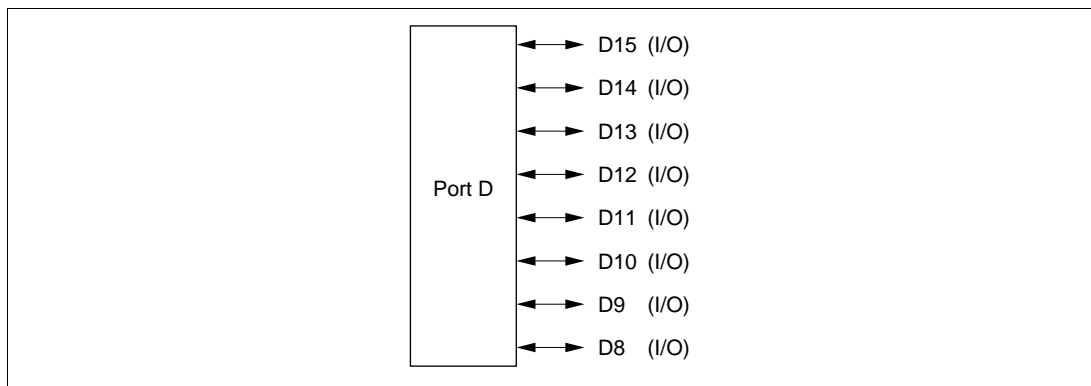 Port D
D15 (I/O)
D14 (I/O)
D13 (I/O)
D12 (I/O)
D11 (I/O)
D10 (I/O)
D9 (I/O)
D8 (I/O)